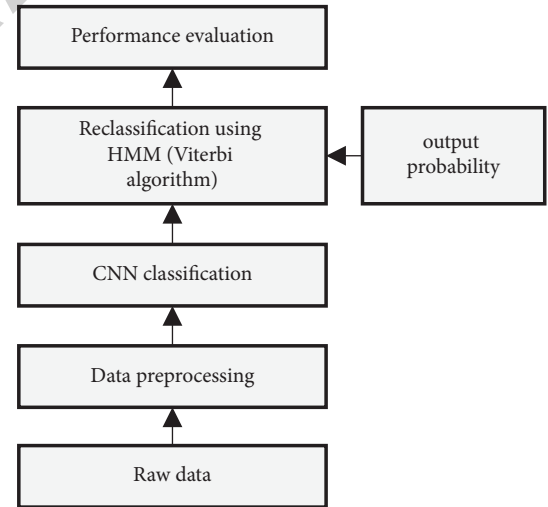 Performance evaluation
Reclassification using
HMM (Viterbi
algorithm)
output
probability
CNN classification
Data preprocessing
Raw data